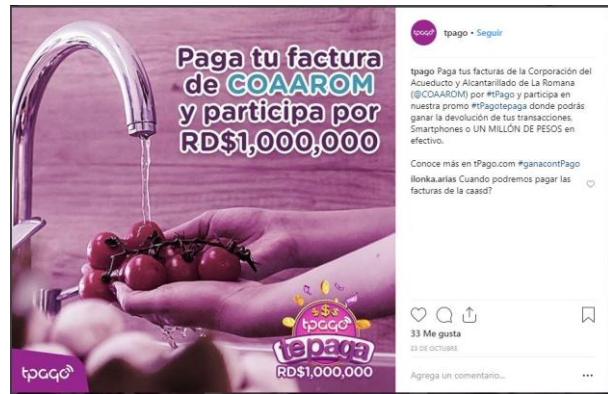 Paga tu factura
de COAAROM
y participa por
RD$1,000,000
$$$
tpago
te paga
RD$1,000,000
tpago
tpago
tpago • Seguir
tpago Paga tus facturas de la Corporación del
Acueducto y Alcantarillado de La Romana
(@COAAROM) por #tPago y participa en
nuestra promo #tPagotepaga donde podrás
ganar la devolución de tus transacciones,
Smartphones o UN MILLÓN DE PESOS en
efectivo.
Conoce más en tPago.com #ganacontPago
ilonka.arias Cuando podremos pagar las
facturas de la caasd?
33 Me gusta
23 DE OCTUBRE
Agrega un comentario...